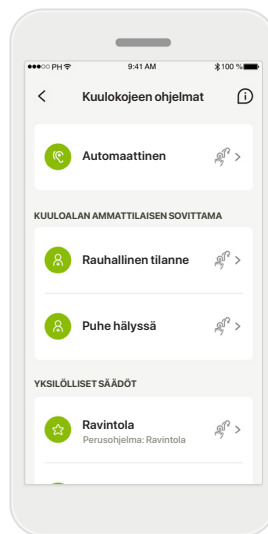 PH 9:41 AM 100 %
Kuulokojeen ohjelmat
Automaattinen
KUULOALAN AMMATTILAISEN SOVITTAMA
Rauhallinen tilanne
Puhe hälyssä
YKSILÖLLISET SÄÄDÖT
Ravintola
Perusohjelma: Ravintola